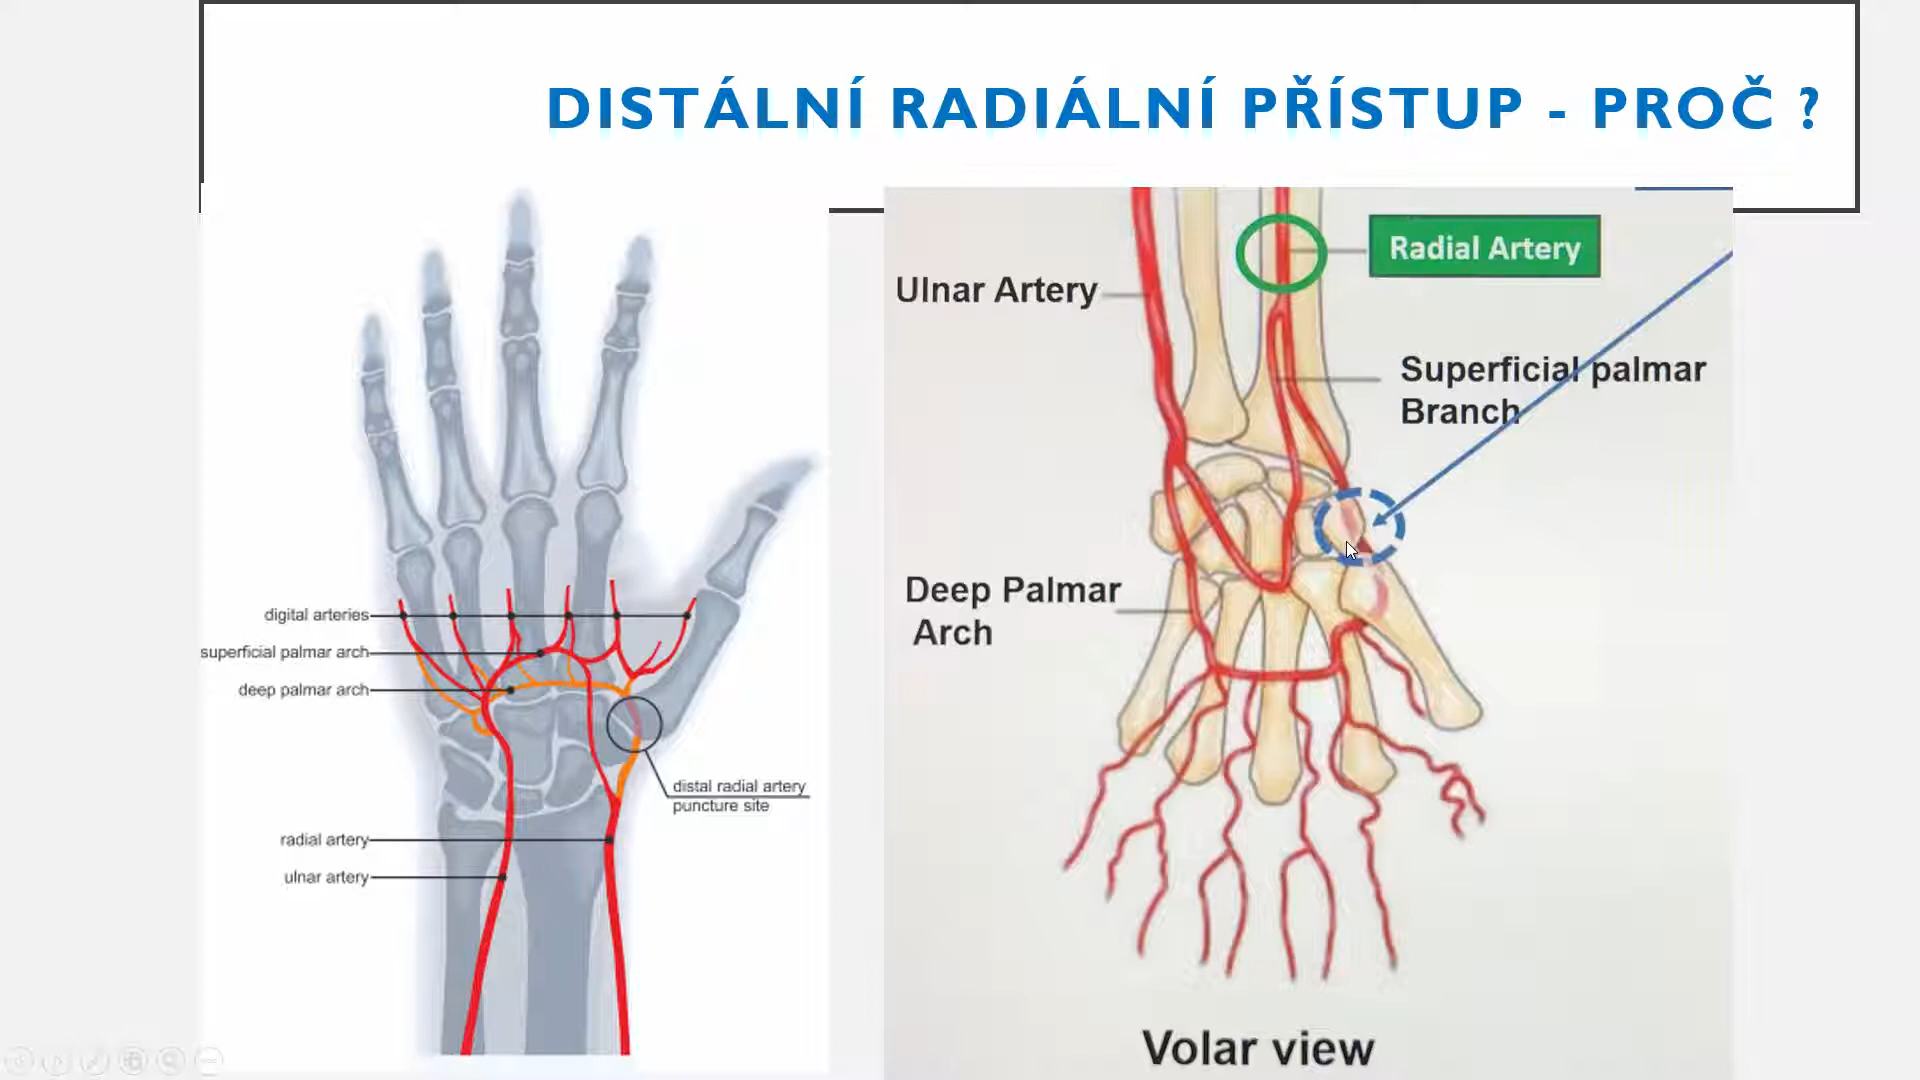 DISTÁLNÍ RADIÁLNÍ PŘÍSTUP - PROČ ?
digital arteries
superficial palmar arch
deep palmar arch
distal radial artery
puncture site
radial artery
ulnar artery
Radial Artery
Ulnar Artery
Superficial palmar
Branch
Deep Palmar
Arch
Volar view